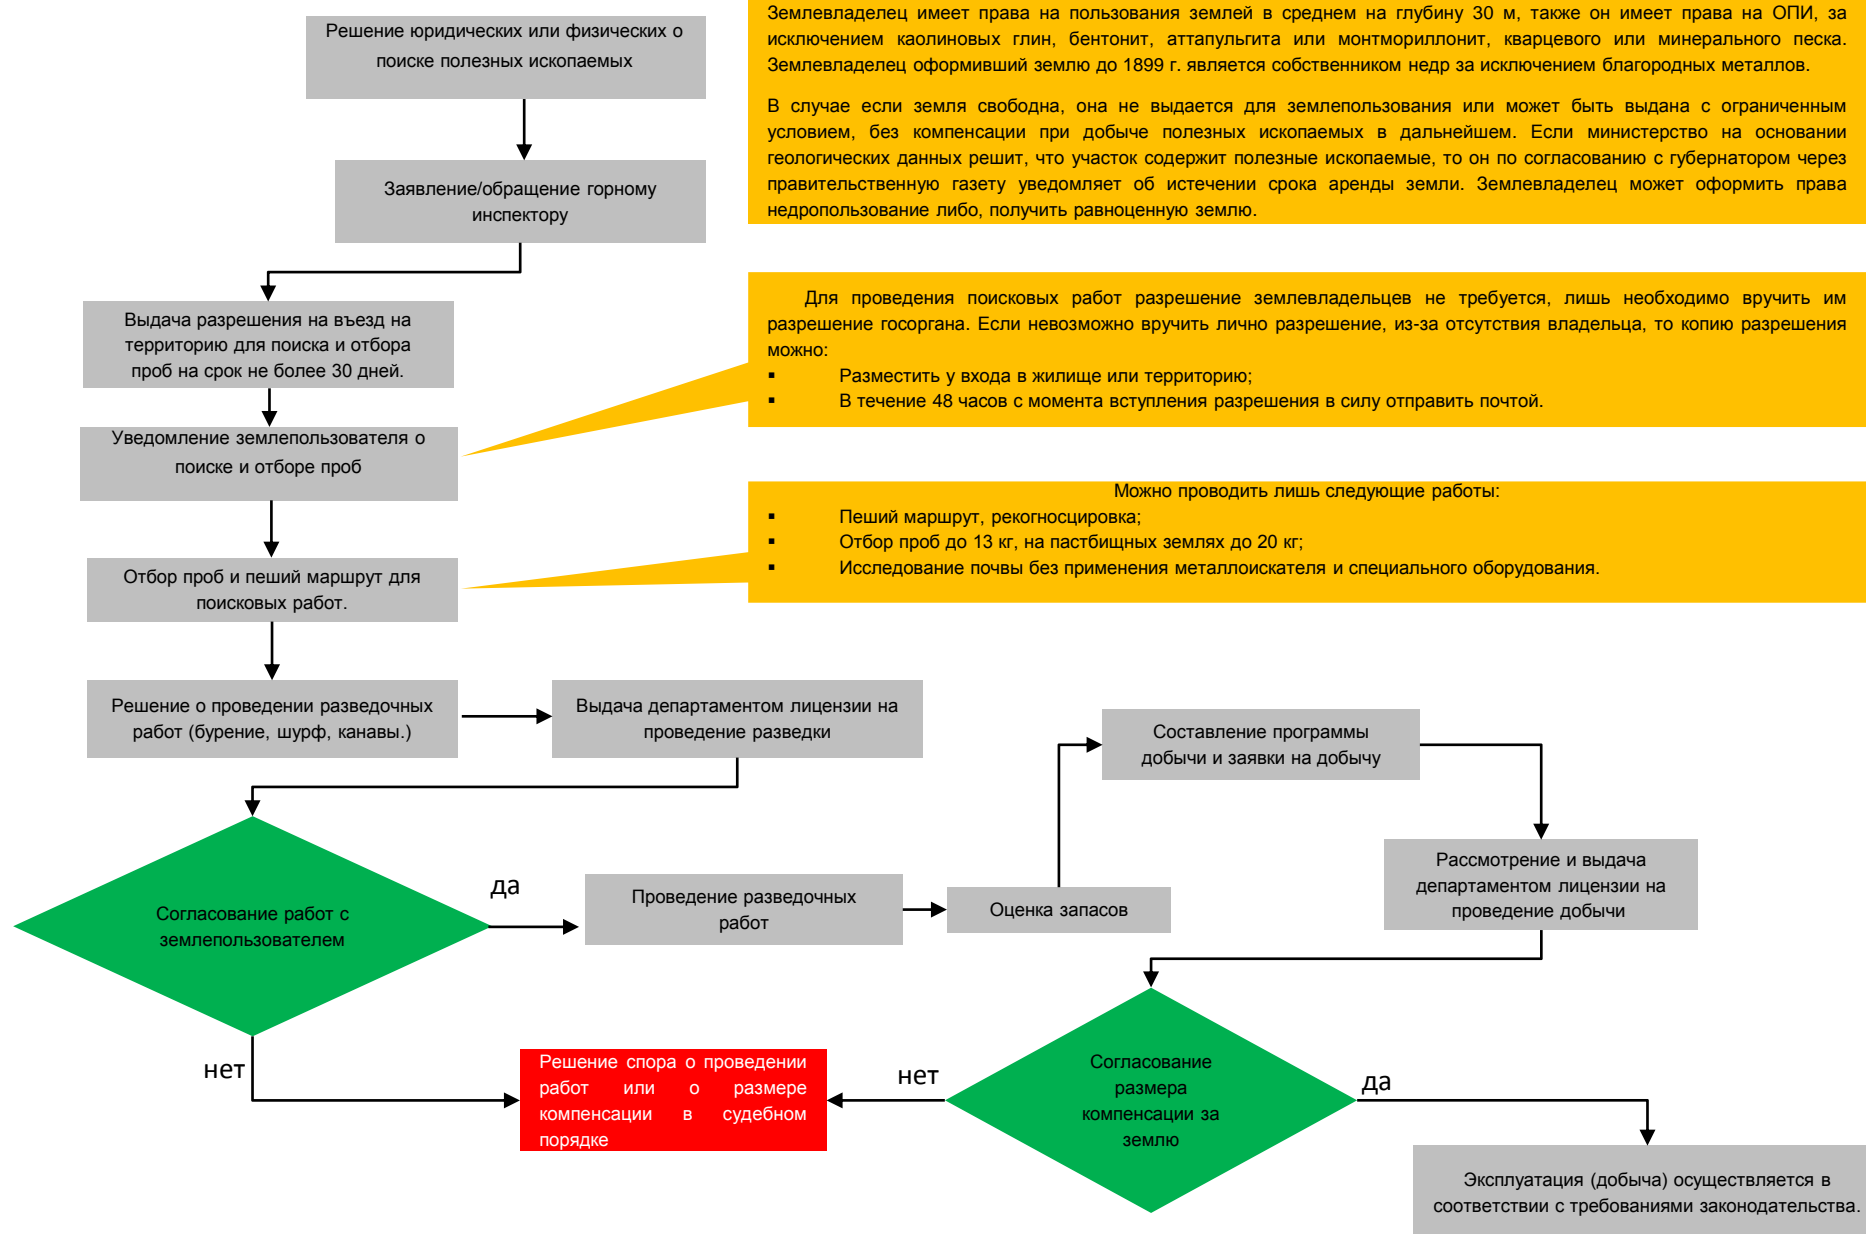 Решение юридических или физических о
поиске полезных ископаемых
Землевладелец имеет права на пользования землей в среднем на глубину 30 м, также он имеет права на ОПИ, за
исключением каолиновых глин, бентонит, аттапульгита или монтмориллонит, кварцевого или минерального песка.
Землевладелец оформивший землю до 1899 г. является собственником недр за исключением благородных металлов.
В случае если земля свободна, она не выдается для землепользования или может быть выдана с ограниченным
условием, без компенсации при добыче полезных ископаемых в дальнейшем. Если министерство на основании
геологических данных решит, что участок содержит полезные ископаемые, то он по согласованию с губернатором через
правительственную газету уведомляет об истечении срока аренды земли. Землевладелец может оформить права
недропользование либо, получить равноценную землю.
Заявление/обращение горному
инспектору
Выдача разрешения на въезд на
территорию для поиска и отбора
проб на срок не более 30 дней.
Для проведения поисковых работ разрешение землевладельцев не требуется, лишь необходимо вручить им
разрешение госоргана. Если невозможно вручить лично разрешение, из-за отсутствия владельца, то копию разрешения
можно:
▪ Разместить у входа в жилище или территорию;
▪ В течение 48 часов с момента вступления разрешения в силу отправить почтой.
Уведомление землепользователя о
поиске и отборе проб
Можно проводить лишь следующие работы:
▪ Пеший маршрут, рекогносцировка;
▪ Отбор проб до 13 кг, на пастбищных землях до 20 кг;
▪ Исследование почвы без применения металлоискателя и специального оборудования.
Отбор проб и пеший маршрут для
поисковых работ.
Решение о проведении разведочных
работ (бурение, шурф, канавы.)
Выдача департаментом лицензии на
проведение разведки
Составление программы
добычи и заявки на добычу
Рассмотрение и выдача
департаментом лицензии на
проведение добычи
Согласование работ с
землепользователем
да
Проведение разведочных
работ
Оценка запасов
нет
Решение спора о проведении
работ или о размере
компенсации в судебном
порядке
нет
Согласование
размера
компенсации за
землю
да
Эксплуатация (добыча) осуществляется в
соответствии с требованиями законодательства.